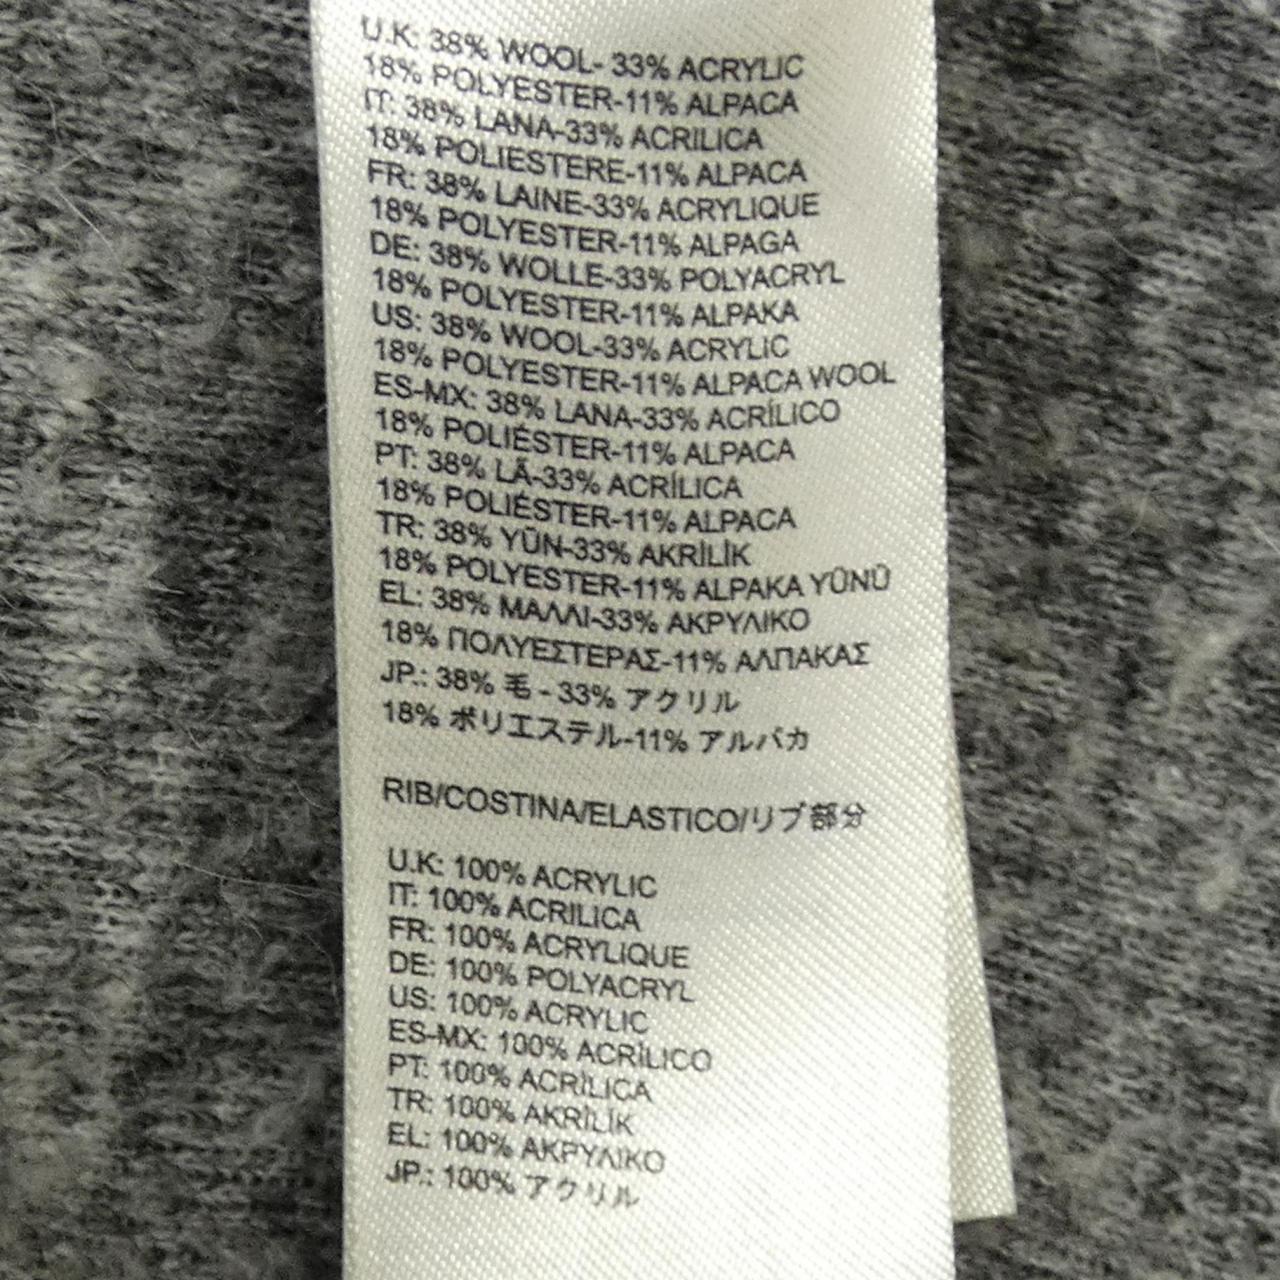 U.K: 38% WOOL- 33% ACRYLIC
18% POLYESTER-11% ALPACA
IT: 38% LANA-33% ACRILICA
18% POLIESTERE-11% ALPACA
FR: 38% LAINE-33% ACRYLIQUE
18% POLYESTER-11% ALPAGA
DE: 38% WOLLE-33% POLYACRYL
18% POLYESTER-11% ALPAKA
US: 38% WOOL-33% ACRYLIC
18% POLYESTER-11% ALPACA WOOL
ES-MX: 38% LANA-33% ACRÍLICO
18% POLIÉSTER-11% ALPACA
PT: 38% LÃ-33% ACRÍLICA
18% POLIÉSTER-11% ALPACA
TR: 38% YÜN-33% AKRİLİK
18% POLYESTER-11% ALPAKA YÜNÜ
EL: 38% ΜΑΛΛΙ-33% ΑΚΡΥΛΙΚΟ
18% ΠΟΛΥΕΣΤΕΡΑΣ-11% ΑΛΠΑΚΑΣ
JP.: 38% 毛 - 33% アクリル
18% ポリエステル-11% アルパカ
RIB/COSTINA/ELASTICO/リブ部分
U.K: 100% ACRYLIC
IT: 100% ACRILICA
FR: 100% ACRYLIQUE
DE: 100% POLYACRYL
US: 100% ACRYLIC
ES-MX: 100% ACRÍLICO
PT: 100% ACRÍLICA
TR: 100% AKRİLİK
EL: 100% ΑΚΡΥΛΙΚΟ
JP.: 100% アクリル